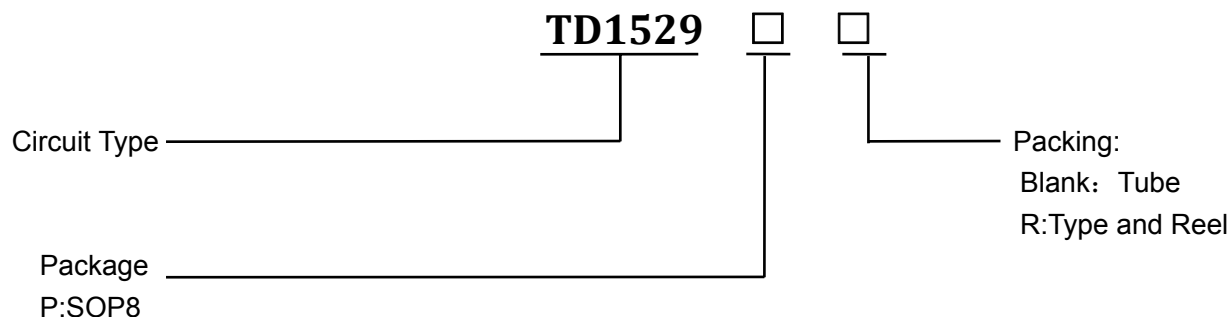 TD1529 □ □
Circuit Type
Packing:
Blank：Tube
R:Type and Reel
Package
P:SOP8